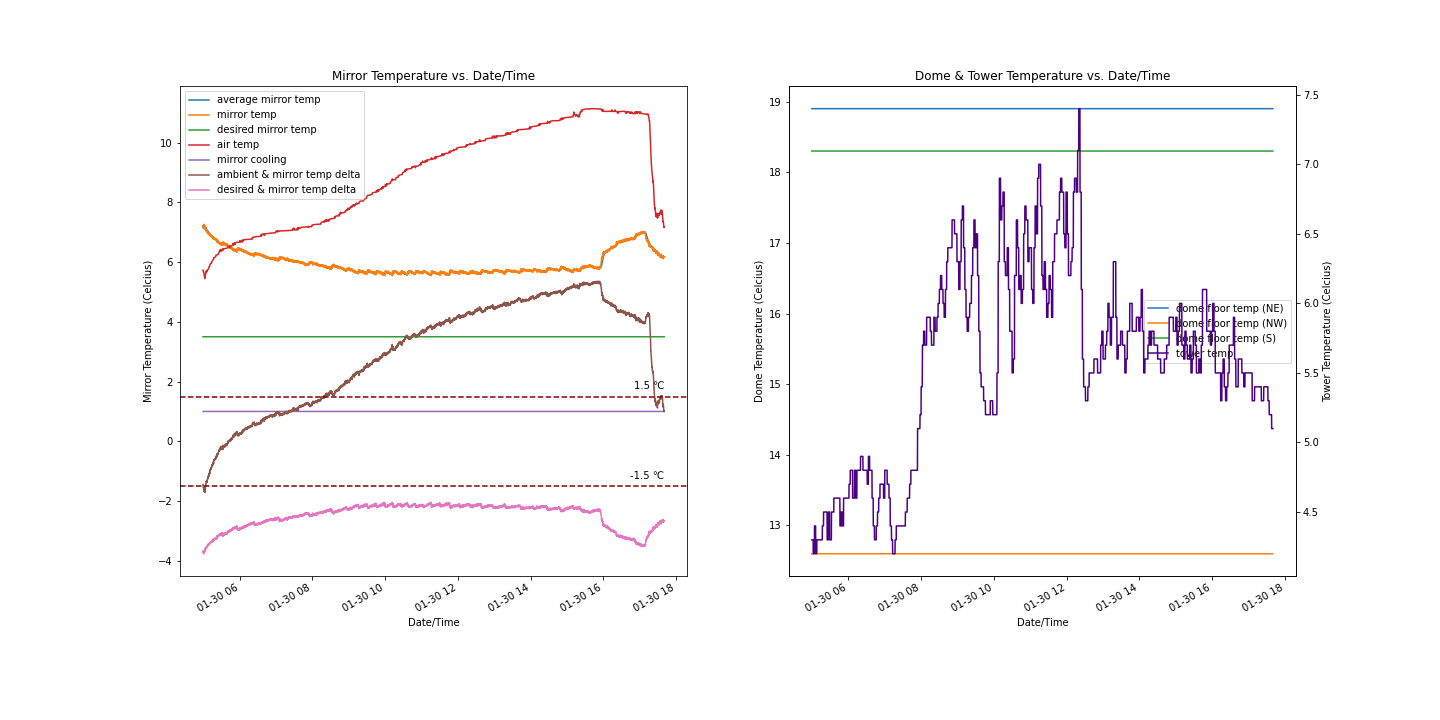 Mirror Temperature vs. Date/Time
average mirror temp
mirror temp
desired mirror temp
air temp
mirror cooling
ambient & mirror temp delta
desired & mirror temp delta
Mirror Temperature (Celcius)
10
8
6
4
2
0
−2
−4
1.5 °C
-1.5 °C
01-30 06
01-30 08
01-30 10
01-30 12
01-30 14
01-30 16
01-30 18
Date/Time
Dome & Tower Temperature vs. Date/Time
Dome Temperature (Celcius)
19
18
17
16
15
14
13
dome floor temp (NE)
dome floor temp (NW)
dome floor temp (S)
tower temp
7.5
7.0
6.5
6.0
5.5
5.0
4.5
Tower Temperature (Celcius)
01-30 06
01-30 08
01-30 10
01-30 12
01-30 14
01-30 16
01-30 18
Date/Time